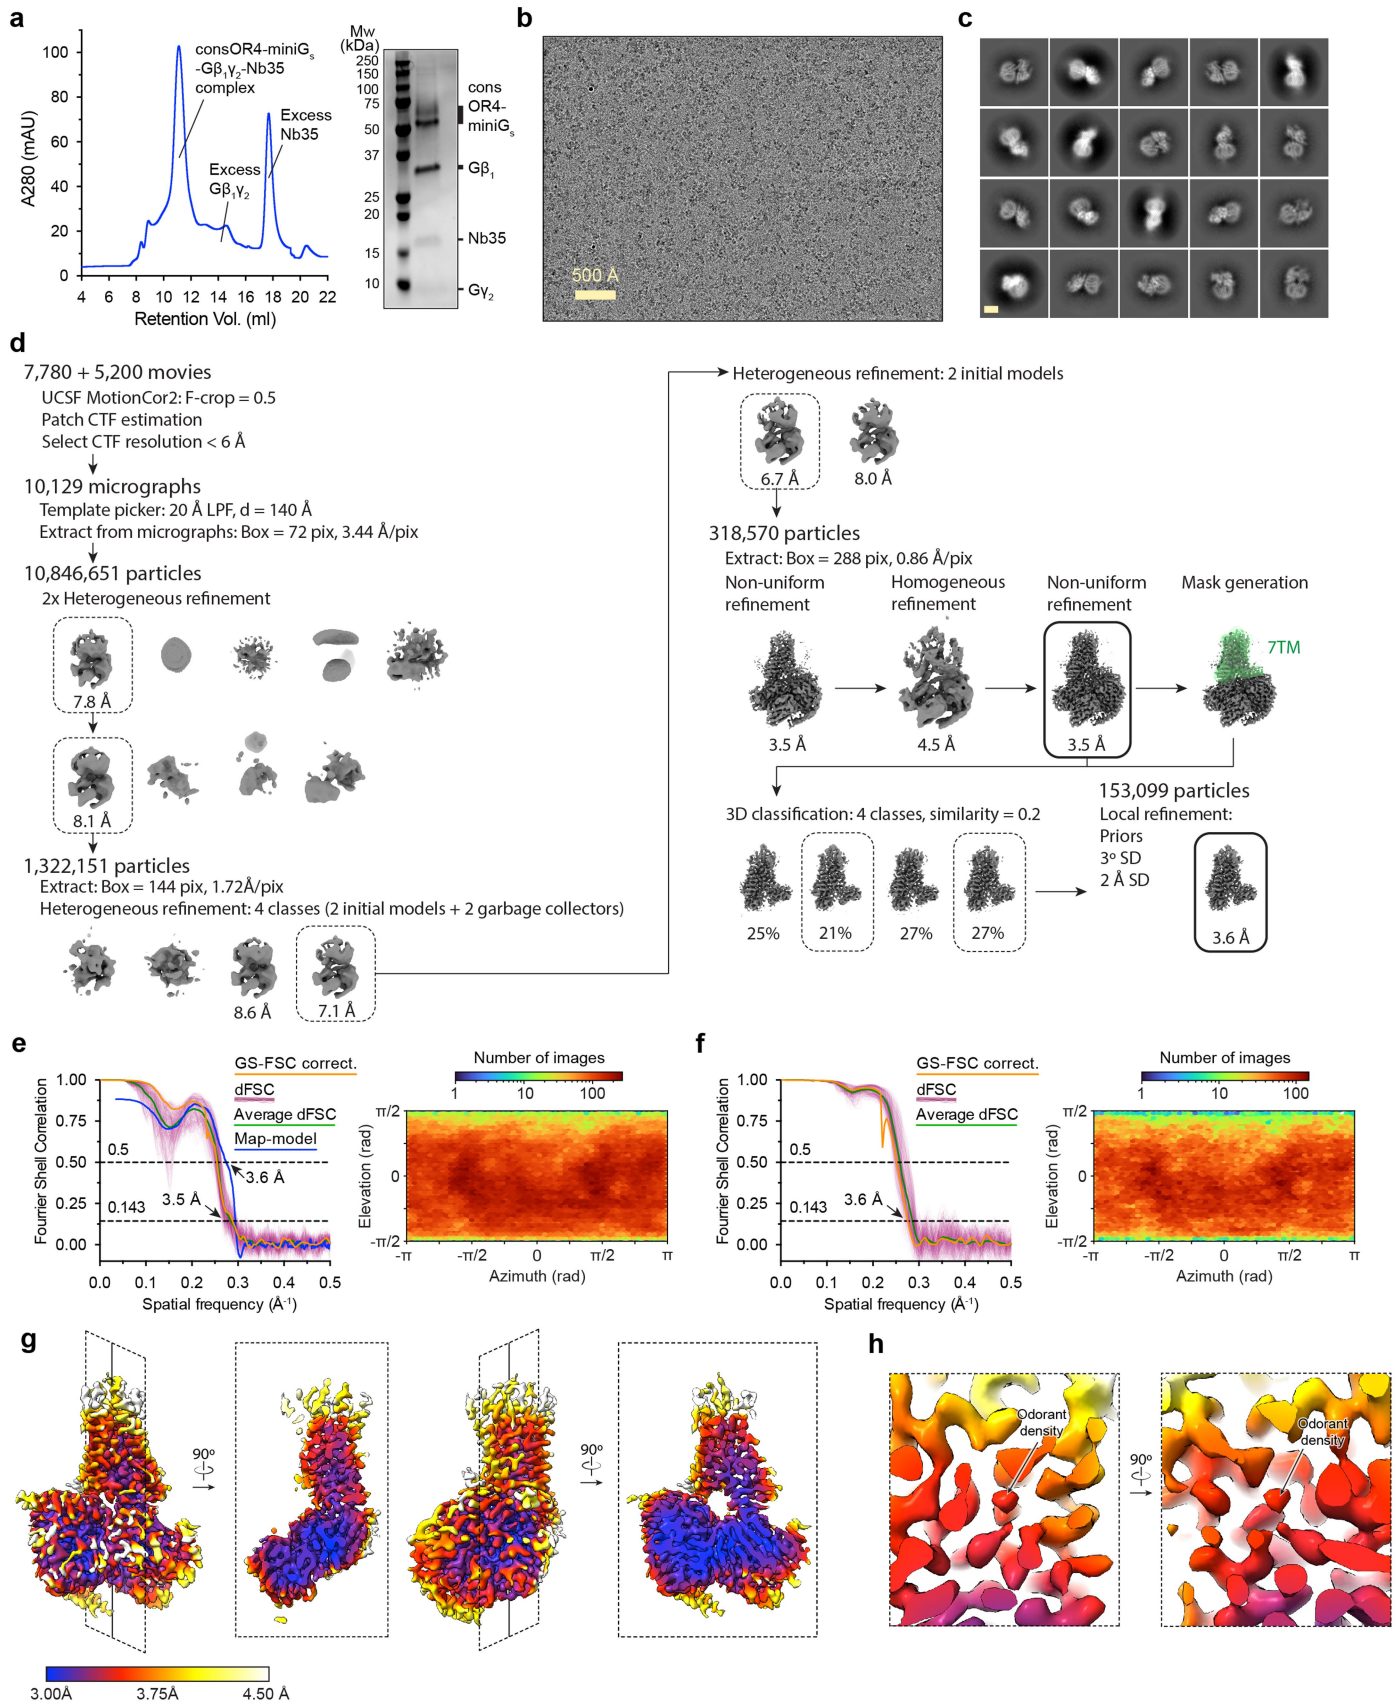 a
A280 (mAU)
100
80
60
40
20
0
4 6 8 10 12 14 16 18 20 22
Retention Vol. (ml)
consOR4-miniGs
-Gβ1γ2-Nb35
complex
Excess
Nb35
Excess
Gβ1γ2
Mw
(kDa)
250
150
100
75
50
37
25
20
15
10
cons
OR4-
miniGs
Gβ1
Nb35
Gγ2
b
500 Å
c
d
7,780 + 5,200 movies
UCSF MotionCor2: F-crop = 0.5
Patch CTF estimation
Select CTF resolution < 6 Å
10,129 micrographs
Template picker: 20 Å LPF, d = 140 Å
Extract from micrographs: Box = 72 pix, 3.44 Å/pix
10,846,651 particles
2x Heterogeneous refinement
7.8 Å
8.1 Å
1,322,151 particles
Extract: Box = 144 pix, 1.72Å/pix
Heterogeneous refinement: 4 classes (2 initial models + 2 garbage collectors)
8.6 Å
7.1 Å
Heterogeneous refinement: 2 initial models
6.7 Å
8.0 Å
318,570 particles
Extract: Box = 288 pix, 0.86 Å/pix
Non-uniform
refinement
Homogeneous
refinement
Non-uniform
refinement
Mask generation
7TM
3.5 Å
4.5 Å
3.5 Å
3D classification: 4 classes, similarity = 0.2
25%
21%
27%
27%
153,099 particles
Local refinement:
Priors
3º SD
2 Å SD
3.6 Å
e
GS-FSC correct.
dFSC
Average dFSC
Map-model
Fourier Shell Correlation
1.00
0.75
0.50
0.25
0.00
0.5
0.143
3.5 Å
3.6 Å
0.0 0.1 0.2 0.3 0.4 0.5
Spatial frequency (Å-1)
Number of images
1 10 100
Elevation (rad)
π/2
0
-π/2
-π -π/2 0 π/2 π
Azimuth (rad)
f
GS-FSC correct.
dFSC
Average dFSC
Fourier Shell Correlation
1.00
0.75
0.50
0.25
0.00
0.5
0.143
3.6 Å
0.0 0.1 0.2 0.3 0.4 0.5
Spatial frequency (Å-1)
Number of images
1 10 100
Elevation (rad)
π/2
0
-π/2
-π -π/2 0 π/2 π
Azimuth (rad)
g
90º
90º
3.00Å 3.75Å 4.50 Å
h
Odorant
density
90º
Odorant
density